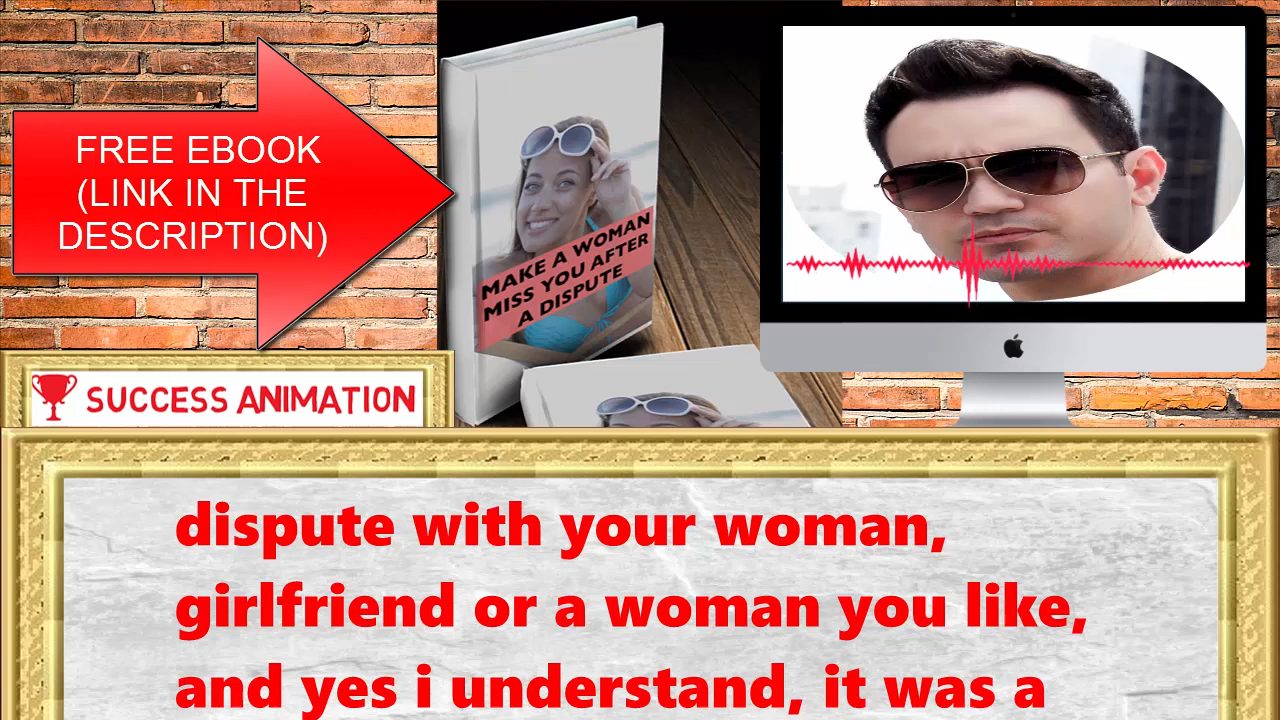 FREE EBOOK
(LINK IN THE
DESCRIPTION)
MAKE A WOMAN
MISS YOU AFTER
A DISPUTE
SUCCESS ANIMATION
dispute with your woman,
girlfriend or a woman you like,
and yes i understand, it was a